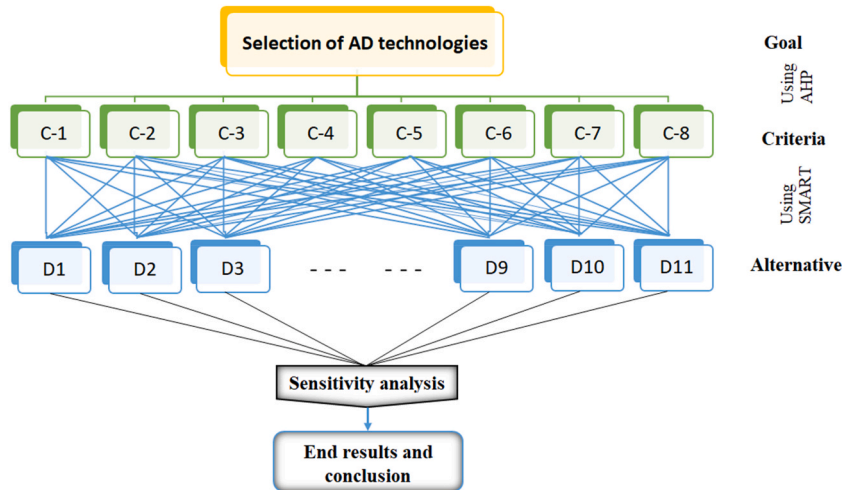 Selection of AD technologies
Goal
Using
AHP
C-1
C-2
C-3
C-4
C-5
C-6
C-7
C-8
Criteria
Using
SMART
D1
D2
D3
- - -
- - -
D9
D10
D11
Alternative
Sensitivity analysis
End results and
conclusion